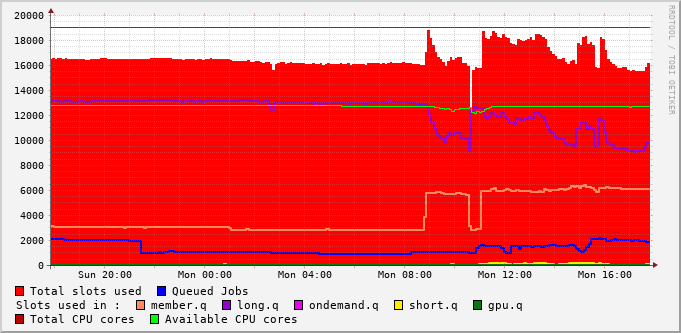 RRDTOOL / TOBI OETIKER
20000
18000
16000
14000
12000
10000
8000
6000
4000
2000
0
Sun 20:00 Mon 00:00 Mon 04:00 Mon 08:00 Mon 12:00 Mon 16:00
Total slots used Queued Jobs
Slots used in : member.q long.q ondemand.q short.q gpu.q
Total CPU cores Available CPU cores